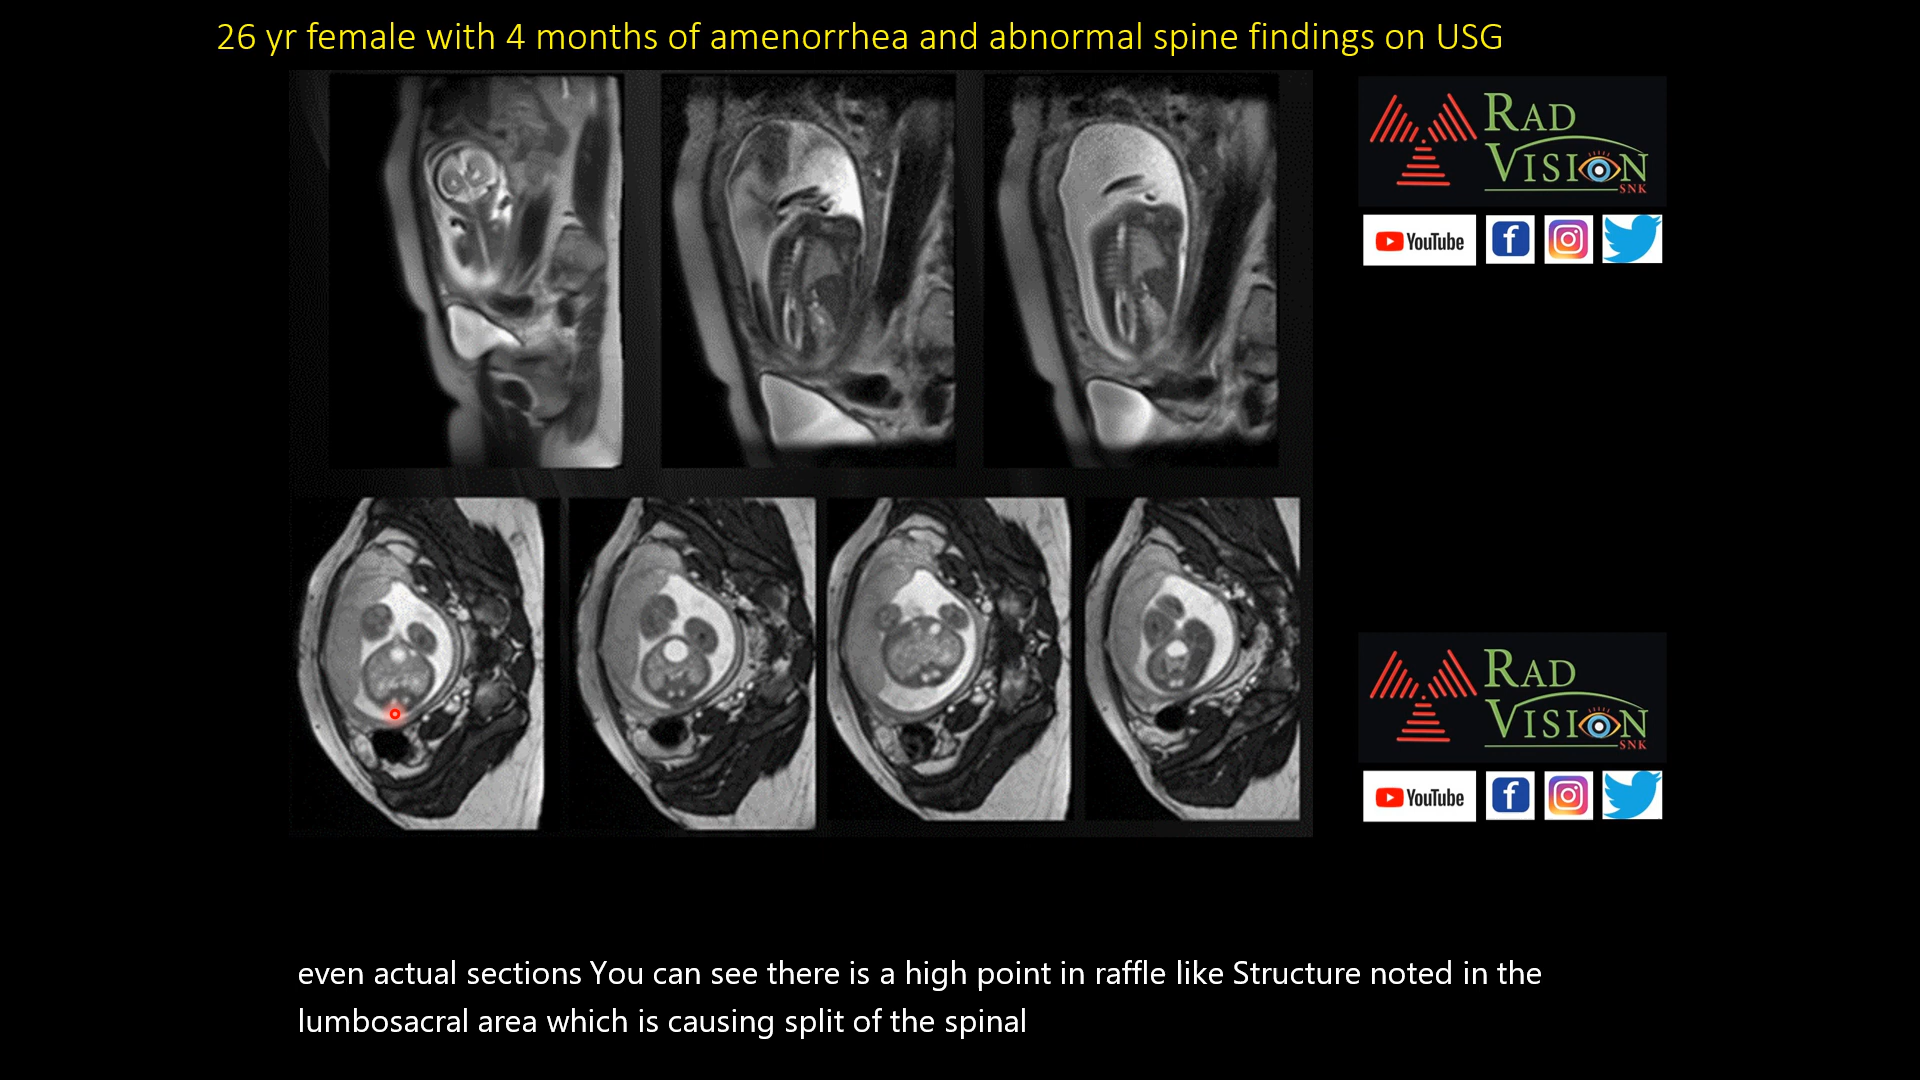 26 yr female with 4 months of amenorrhea and abnormal spine findings on USG
RAD
VISION
SNK
YouTube
RAD
VISION
SNK
YouTube
even actual sections You can see there is a high point in raffle like Structure noted in the
lumbosacral area which is causing split of the spinal